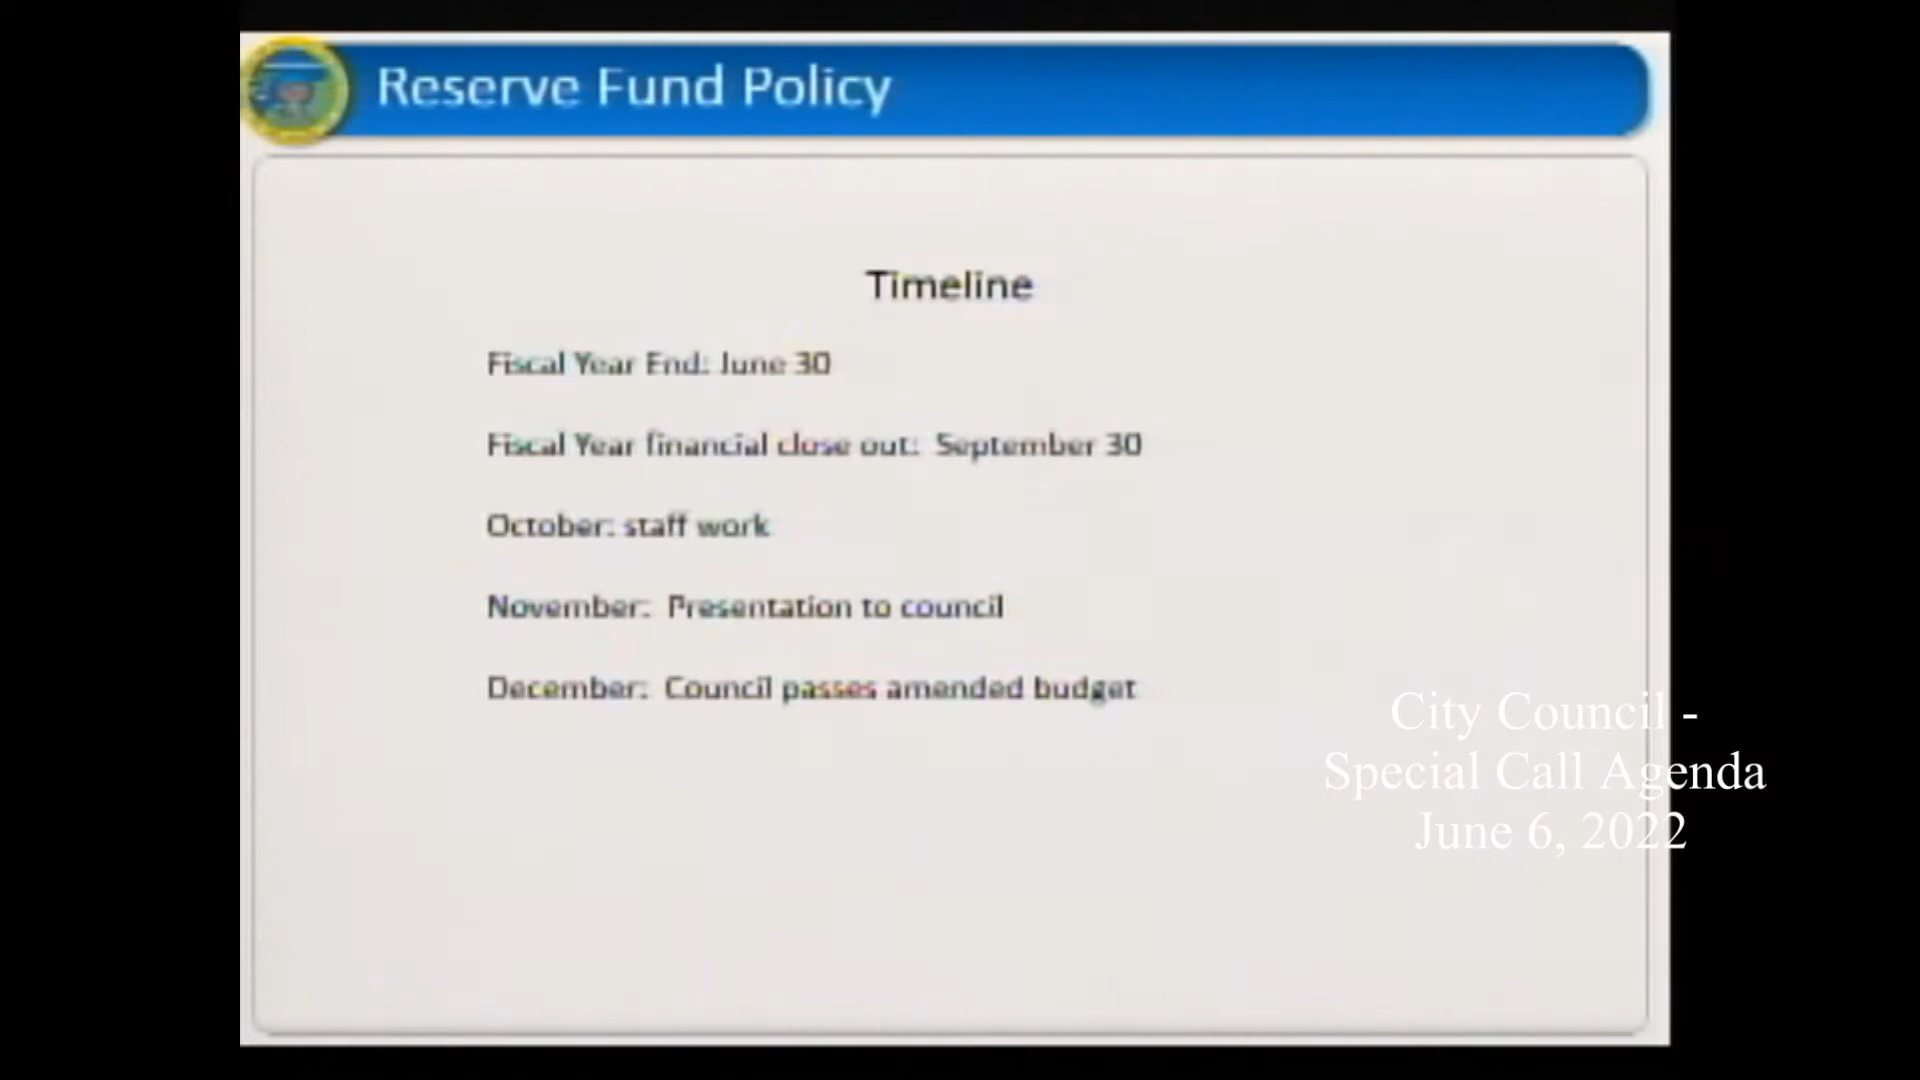 Reserve Fund Policy
Timeline
Fiscal Year End: June 30
Fiscal Year financial close out: September 30
October: staff work
November: Presentation to council
December: Council passes amended budget
City Council -
Special Call Agenda
June 6, 2022